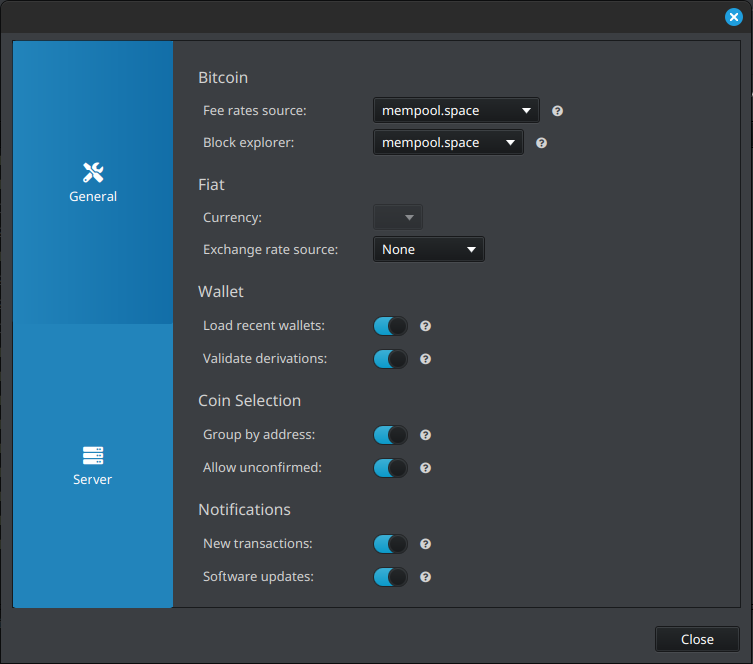 General
Server
Bitcoin
Fee rates source: mempool.space ?
Block explorer: mempool.space ?
Fiat
Currency:
Exchange rate source: None
Wallet
Load recent wallets: ?
Validate derivations: ?
Coin Selection
Group by address: ?
Allow unconfirmed: ?
Notifications
New transactions: ?
Software updates: ?
Close